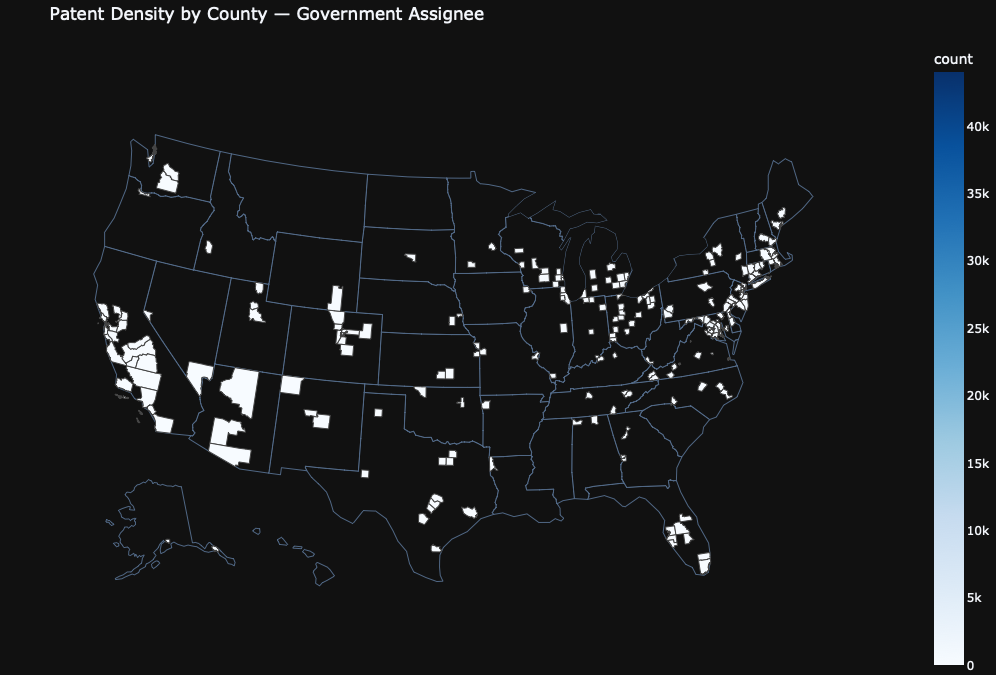 Patent Density by County — Government Assignee
count
40k
35k
30k
25k
20k
15k
10k
5k
0